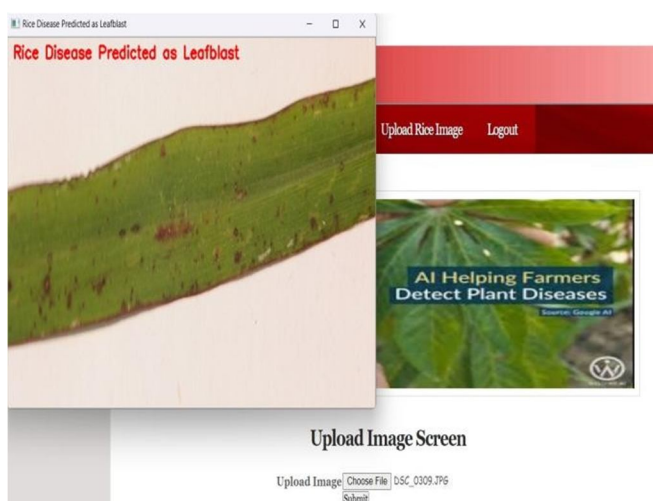 Rice Disease Predicted as Leafblast
Rice Disease Predicted as Leafblast
Upload Rice Image
Logout
AI Helping Farmers
Detect Plant Diseases
Source: Google AI
Upload Image Screen
Upload Image Choose File DSC_0309.JPG
Submit